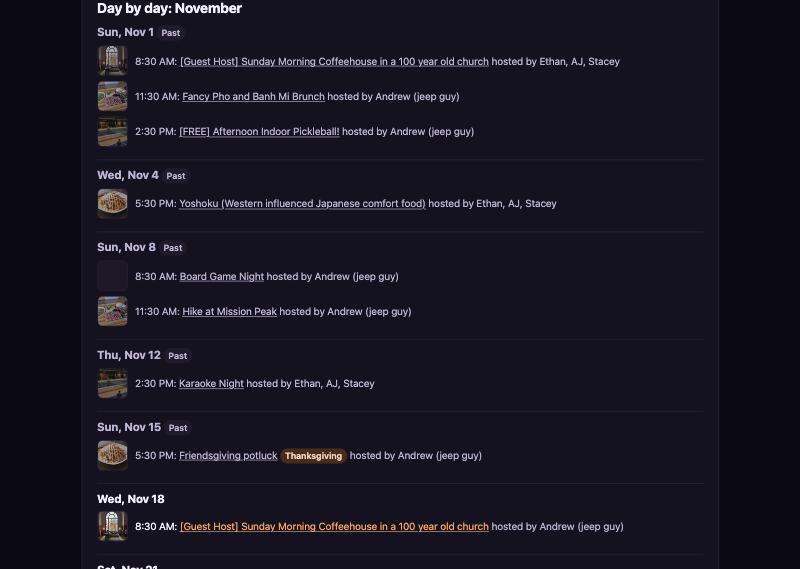 Day by day: November
Sun, Nov 1 Past
8:30 AM: [Guest Host] Sunday Morning Coffeehouse in a 100 year old church hosted by Ethan, AJ, Stacey
11:30 AM: Fancy Pho and Banh Mi Brunch hosted by Andrew (jeep guy)
2:30 PM: [FREE] Afternoon Indoor Pickleball! hosted by Andrew (jeep guy)
Wed, Nov 4 Past
5:30 PM: Yoshoku (Western influenced Japanese comfort food) hosted by Ethan, AJ, Stacey
Sun, Nov 8 Past
8:30 AM: Board Game Night hosted by Andrew (jeep guy)
11:30 AM: Hike at Mission Peak hosted by Andrew (jeep guy)
Thu, Nov 12 Past
2:30 PM: Karaoke Night hosted by Ethan, AJ, Stacey
Sun, Nov 15 Past
5:30 PM: Friendsgiving potluck Thanksgiving hosted by Andrew (jeep guy)
Wed, Nov 18
8:30 AM: [Guest Host] Sunday Morning Coffeehouse in a 100 year old church hosted by Andrew (jeep guy)
Sat, Nov 21